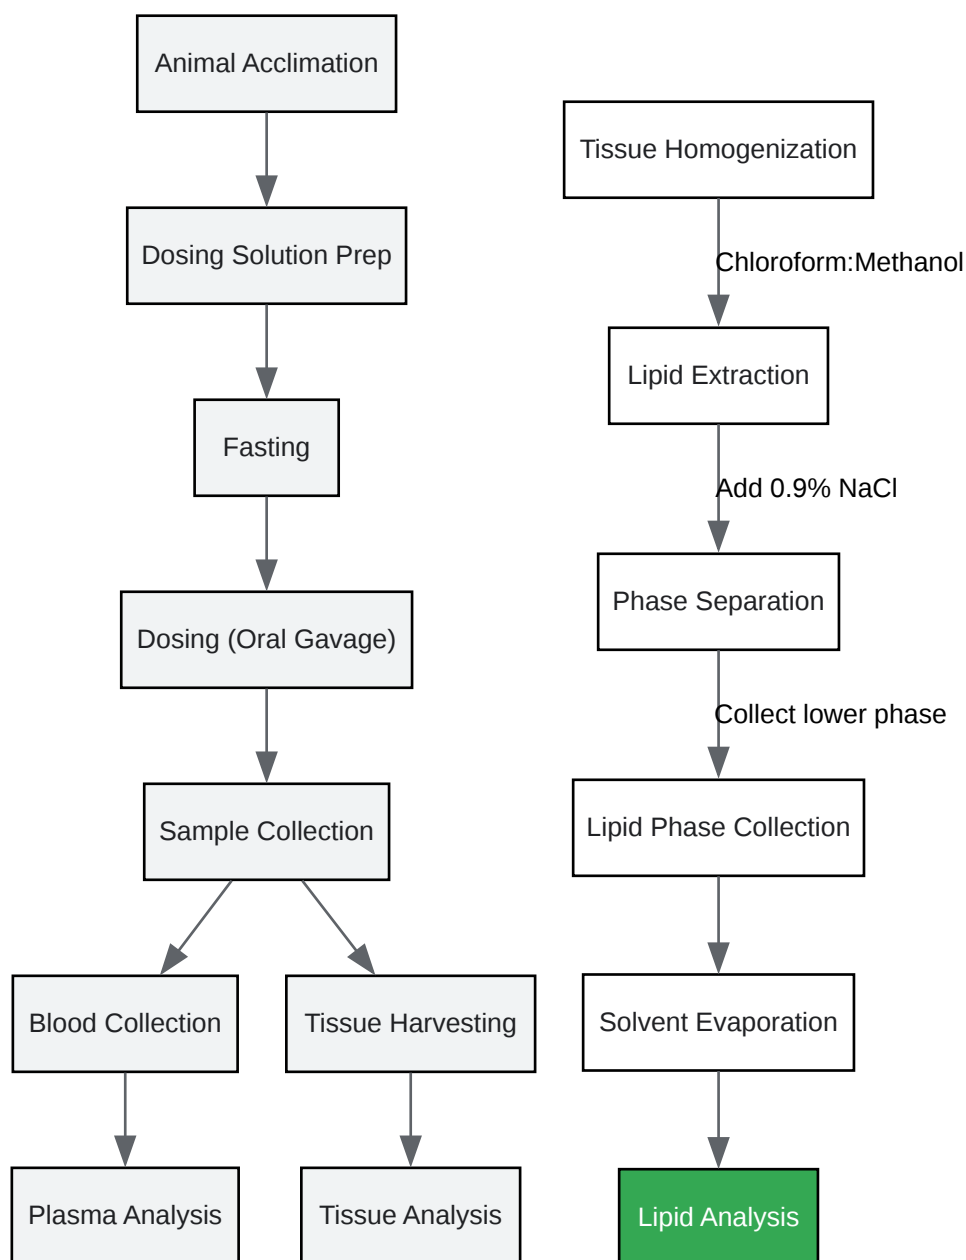 Animal Acclimation
Dosing Solution Prep
Fasting
Dosing (Oral Gavage)
Sample Collection
Blood Collection
Tissue Harvesting
Plasma Analysis
Tissue Analysis
Tissue Homogenization
Chloroform:Methanol
Lipid Extraction
Add 0.9% NaCl
Phase Separation
Collect lower phase
Lipid Phase Collection
Solvent Evaporation
Lipid Analysis